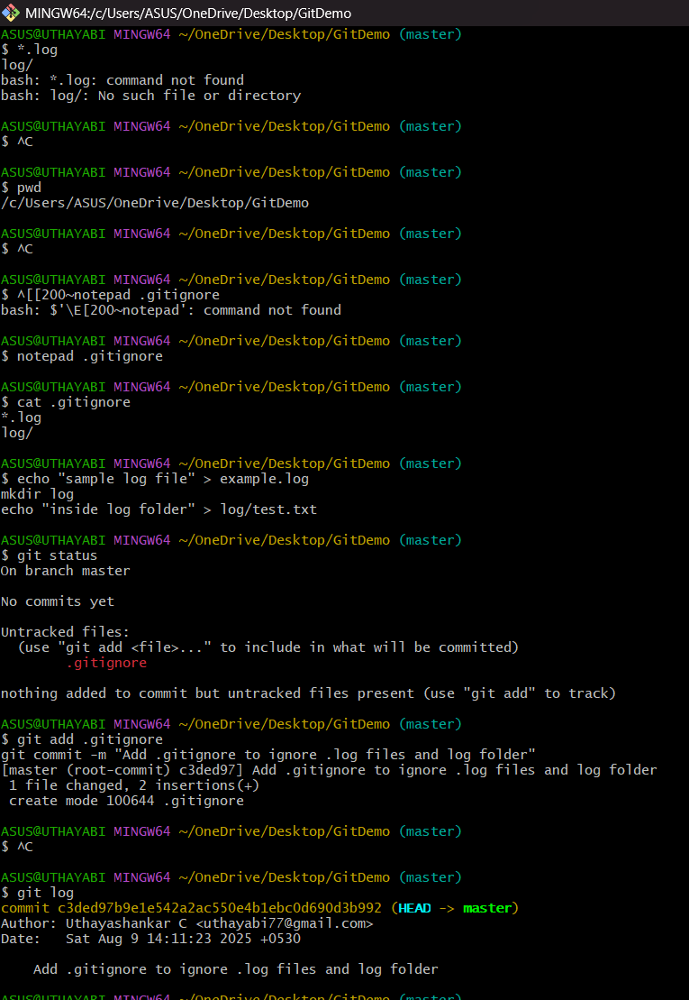 MINGW64:/c/Users/ASUS/OneDrive/Desktop/GitDemo
ASUS@UTHAYABI MINGW64 ~/OneDrive/Desktop/GitDemo (master)
$ *.log
log/
bash: *.log: command not found
bash: log/: No such file or directory
ASUS@UTHAYABI MINGW64 ~/OneDrive/Desktop/GitDemo (master)
$ ^C
ASUS@UTHAYABI MINGW64 ~/OneDrive/Desktop/GitDemo (master)
$ pwd
/c/Users/ASUS/OneDrive/Desktop/GitDemo
ASUS@UTHAYABI MINGW64 ~/OneDrive/Desktop/GitDemo (master)
$ ^C
ASUS@UTHAYABI MINGW64 ~/OneDrive/Desktop/GitDemo (master)
$ ^[[200~notepad .gitignore
bash: $'\E[200~notepad': command not found
ASUS@UTHAYABI MINGW64 ~/OneDrive/Desktop/GitDemo (master)
$ notepad .gitignore
ASUS@UTHAYABI MINGW64 ~/OneDrive/Desktop/GitDemo (master)
$ cat .gitignore
*.log
log/
ASUS@UTHAYABI MINGW64 ~/OneDrive/Desktop/GitDemo (master)
$ echo "sample log file" > example.log
mkdir log
echo "inside log folder" > log/test.txt
ASUS@UTHAYABI MINGW64 ~/OneDrive/Desktop/GitDemo (master)
$ git status
On branch master
No commits yet
Untracked files:
  (use "git add <file>..." to include in what will be committed)
        .gitignore
nothing added to commit but untracked files present (use "git add" to track)
ASUS@UTHAYABI MINGW64 ~/OneDrive/Desktop/GitDemo (master)
$ git add .gitignore
git commit -m "Add .gitignore to ignore .log files and log folder"
[master (root-commit) c3ded97] Add .gitignore to ignore .log files and log folder
 1 file changed, 2 insertions(+)
 create mode 100644 .gitignore
ASUS@UTHAYABI MINGW64 ~/OneDrive/Desktop/GitDemo (master)
$ ^C
ASUS@UTHAYABI MINGW64 ~/OneDrive/Desktop/GitDemo (master)
$ git log
commit c3ded97b9e1e542a2ac550e4b1ebc0d690d3b992 (HEAD -> master)
Author: Uthayashankar C <uthayabi77@gmail.com>
Date:   Sat Aug 9 14:11:23 2025 +0530
    Add .gitignore to ignore .log files and log folder
ASUS@UTHAYABI MINGW64 ~/OneDrive/Desktop/GitDemo (master)